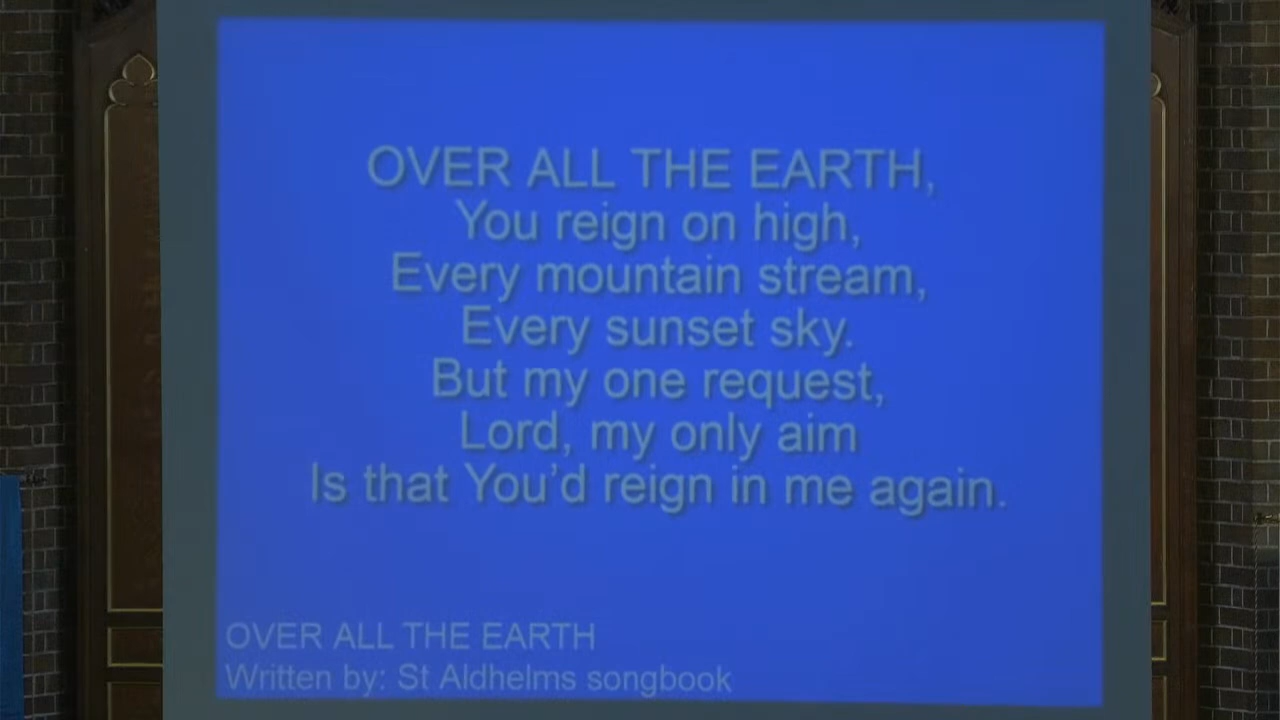 OVER ALL THE EARTH,
You reign on high,
Every mountain stream,
Every sunset sky.
But my one request,
Lord, my only aim
Is that You’d reign in me again.
OVER ALL THE EARTH
Written by: St Aldhelms songbook